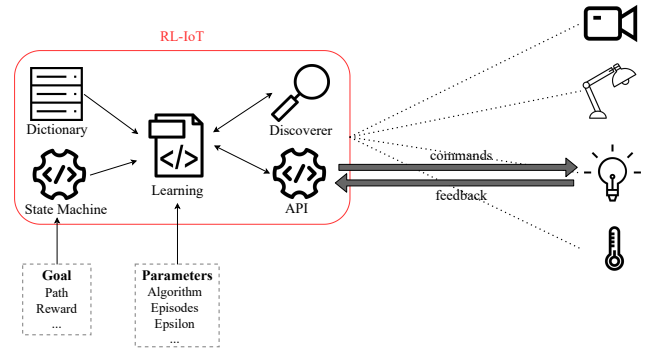 RL-IoT
Dictionary
Discoverer
</>
</>
</>
commands
State Machine
Learning
API
feedback
Goal
Path
Reward
...
Parameters
Algorithm
Episodes
Epsilon
...